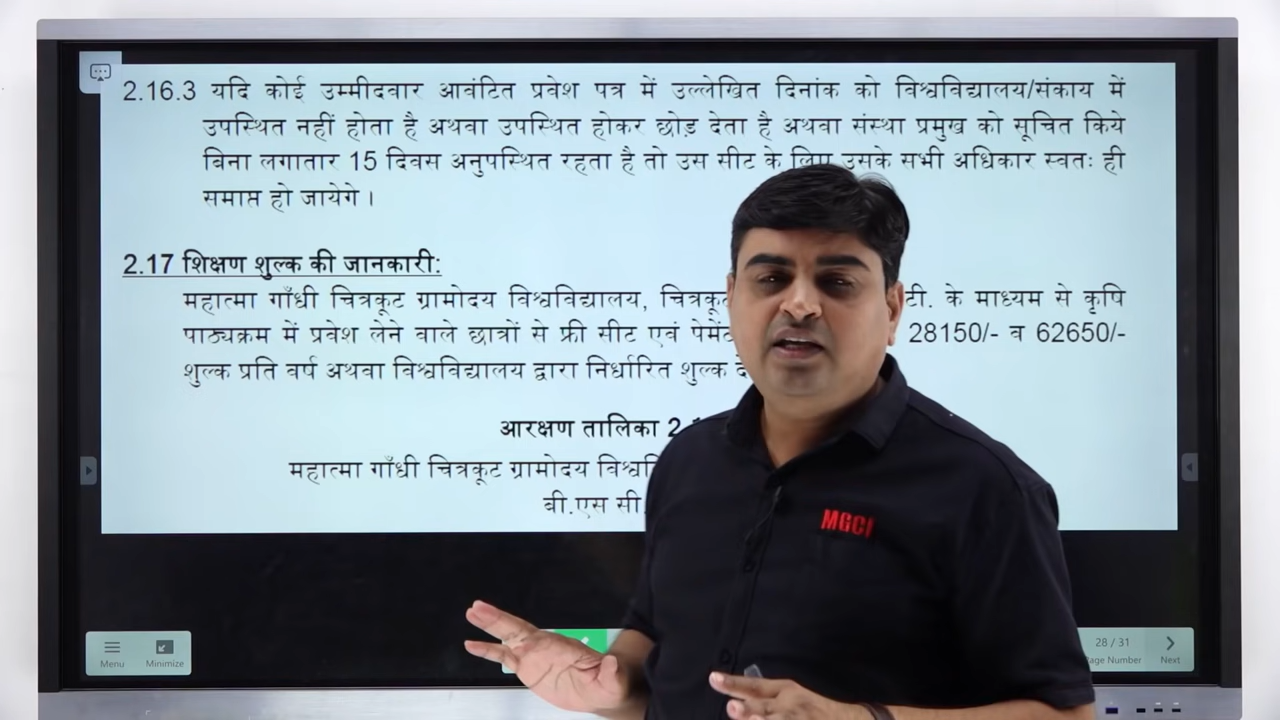 2.16.3 यदि कोई उम्मीदवार आवंटित प्रवेश पत्र में उल्लेखित दिनांक को विश्वविद्यालय/संकाय में
उपस्थित नहीं होता है अथवा उपस्थित होकर छोड़ देता है अथवा संस्था प्रमुख को सूचित किये
बिना लगातार 15 दिवस अनुपस्थित रहता है तो उस सीट के लिए उसके सभी अधिकार स्वतः ही
समाप्त हो जायेगे ।
2.17 शिक्षण शुल्क की जानकारी:
महात्मा गाँधी चित्रकूट ग्रामोदय विश्वविद्यालय, टी. के माध्यम से कृषि
पाठ्यक्रम में प्रवेश लेने वाले छात्रों से फ्री सीट एवं 28150/- व 62650/-
शुल्क प्रति वर्ष अथवा विश्वविद्यालय द्वारा निर्धारित शुल्क
आरक्षण तालिका
महात्मा गाँधी चित्रकूट ग्रामोदय
बी.एस सी.
MGCI
Menu
Minimize
28 / 31
Number
Next